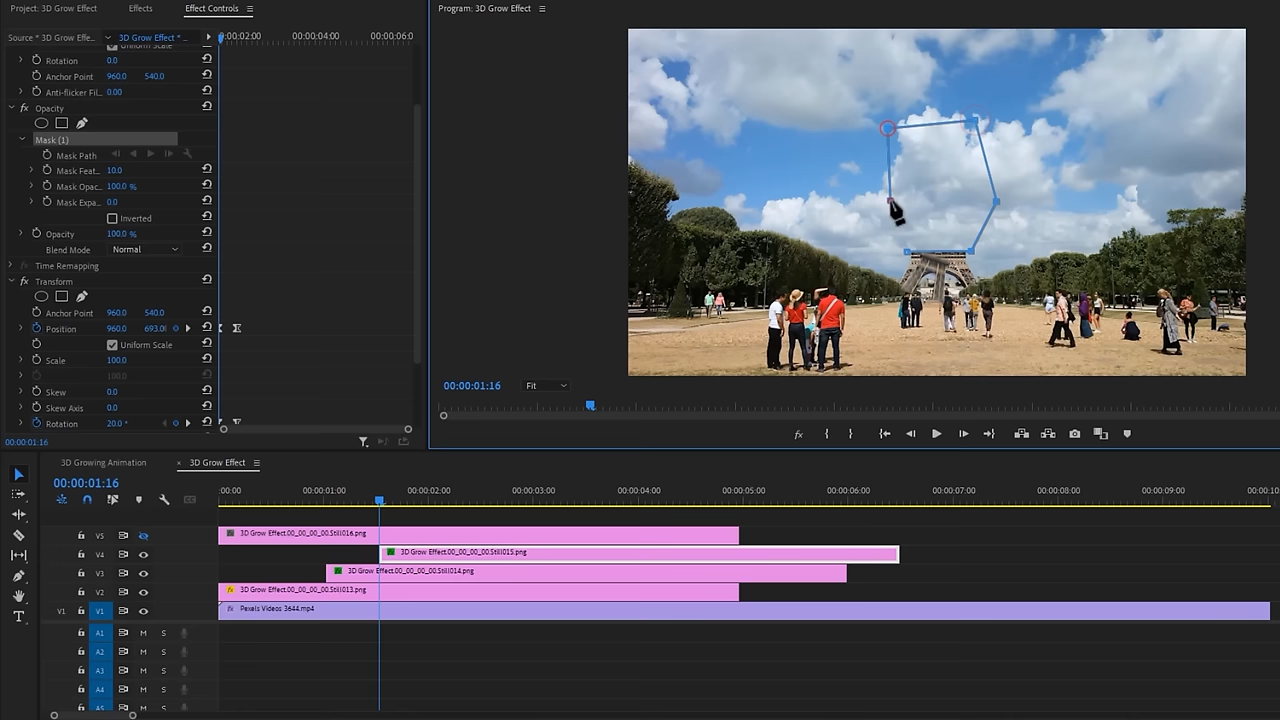 Project: 3D Grow Effect Effects Effect Controls
Source * 3D Grow Effe... 3D Grow Effect * ...
:00:02:00 00:00:04:00 00:00:06:0
Uniform Scale
Rotation 0.0
Anchor Point 960.0 540.0
Anti-flicker Fil... 0.00
fx Opacity
Mask (1)
Mask Path
Mask Feat... 10.0
Mask Opac... 100.0 %
Mask Expa... 0.0
Inverted
Opacity 100.0 %
Blend Mode Normal
fx Time Remapping
fx Transform
Anchor Point 960.0 540.0
Position 960.0 693.0
Uniform Scale
Scale 100.0
100.0
Skew 0.0
Skew Axis 0.0
Rotation 20.0 °
00:00:01:16
Program: 3D Grow Effect
00:00:01:16 Fit
fx
3D Growing Animation × 3D Grow Effect
00:00:01:16
:00:00 00:00:01:00 00:00:02:00 00:00:03:00 00:00:04:00 00:00:05:00 00:00:06:00 00:00:07:00 00:00:08:00 00:00:09:00 00:00:10
V5 3D Grow Effect.00_00_00_00.Still016.png
V4 3D Grow Effect.00_00_00_00.Still015.png
V3 3D Grow Effect.00_00_00_00.Still014.png
V2 fx 3D Grow Effect.00_00_00_00.Still013.png
V1 V1 fx Pexels Videos 3644.mp4
A1 M S
A2 M S
A3 M S
A4 M S
A5 M S
T